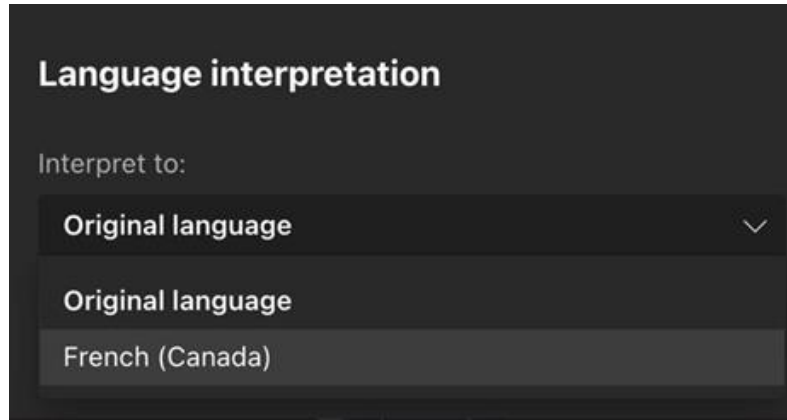 Language interpretation
Interpret to:
Original language
Original language
French (Canada)